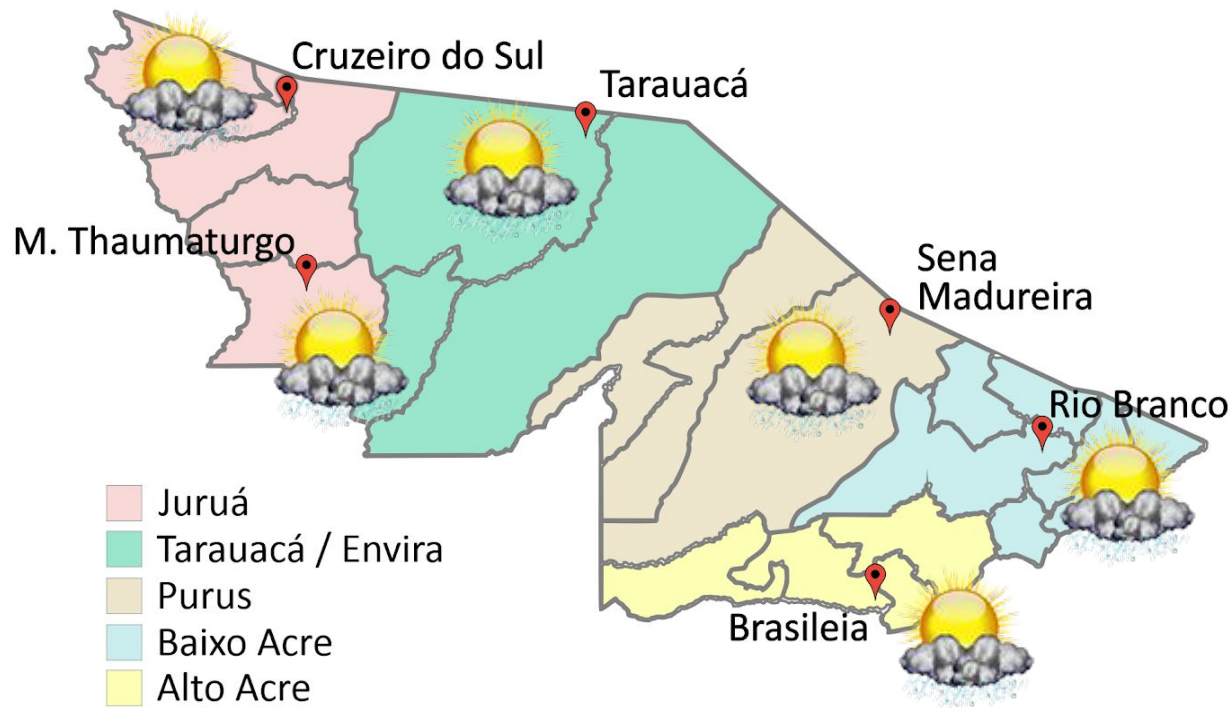 Cruzeiro do Sul
Tarauacá
M. Thaumaturgo
Sena
Madureira
Rio Branco
Brasileia
Juruá
Tarauacá / Envira
Purus
Baixo Acre
Alto Acre